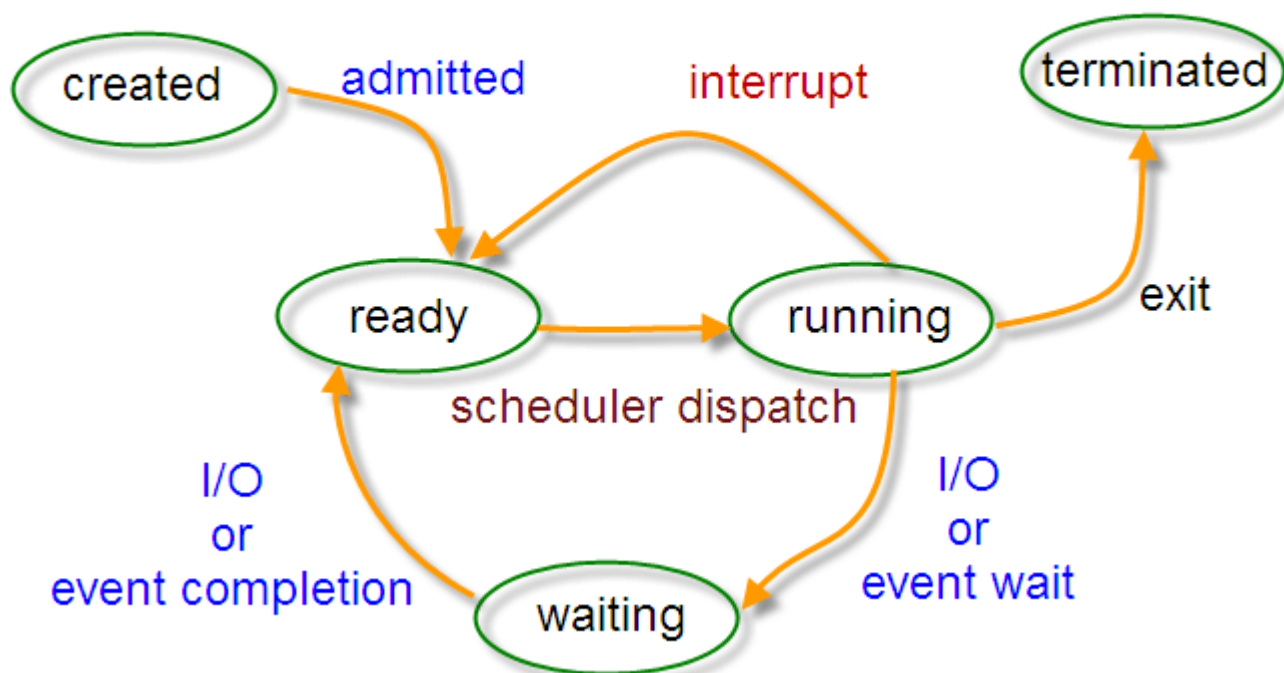 created
admitted
interrupt
terminated
ready
running
exit
scheduler dispatch
I/O
or
event completion
I/O
or
event wait
waiting